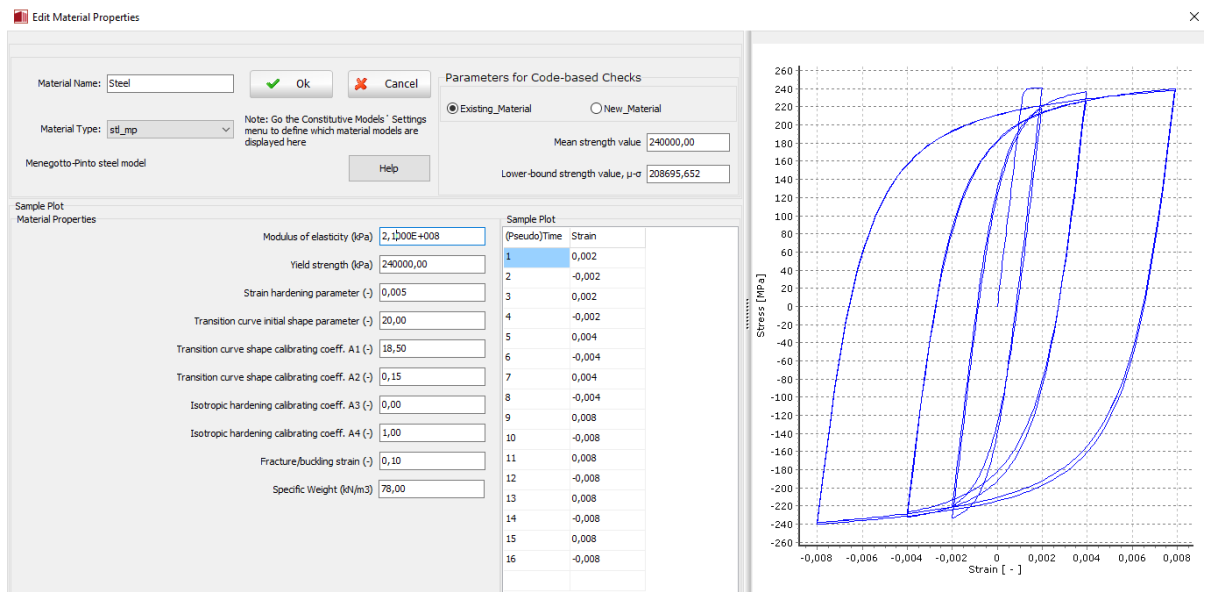 Edit Material Properties
Material Name: Steel
Ok
Cancel
Material Type: stl_mp
Note: Go the Constitutive Models` Settings
menu to define which material models are
displayed here
Menegotto-Pinto steel model
Help
Parameters for Code-based Checks
Existing_Material
New_Material
Mean strength value 240000,00
Lower-bound strength value, μ-σ 208695,652
Sample Plot
Material Properties
Modulus of elasticity (kPa) 2,1000E+008
Yield strength (kPa) 240000,00
Strain hardening parameter (-) 0,005
Transition curve initial shape parameter (-) 20,00
Transition curve shape calibrating coeff. A1 (-) 18,50
Transition curve shape calibrating coeff. A2 (-) 0,15
Isotropic hardening calibrating coeff. A3 (-) 0,00
Isotropic hardening calibrating coeff. A4 (-) 1,00
Fracture/buckling strain (-) 0,10
Specific Weight (kN/m3) 78,00
Sample Plot
(Pseudo)Time Strain
1 0,002
2 -0,002
3 0,002
4 -0,002
5 0,004
6 -0,004
7 0,004
8 -0,004
9 0,008
10 -0,008
11 0,008
12 -0,008
13 0,008
14 -0,008
15 0,008
16 -0,008
260
240
220
200
180
160
140
120
100
80
60
40
20
0
-20
-40
-60
-80
-100
-120
-140
-160
-180
-200
-220
-240
-260
Stress [MPa]
-0,008 -0,006 -0,004 -0,002 0 0,002 0,004 0,006 0,008
Strain [ - ]